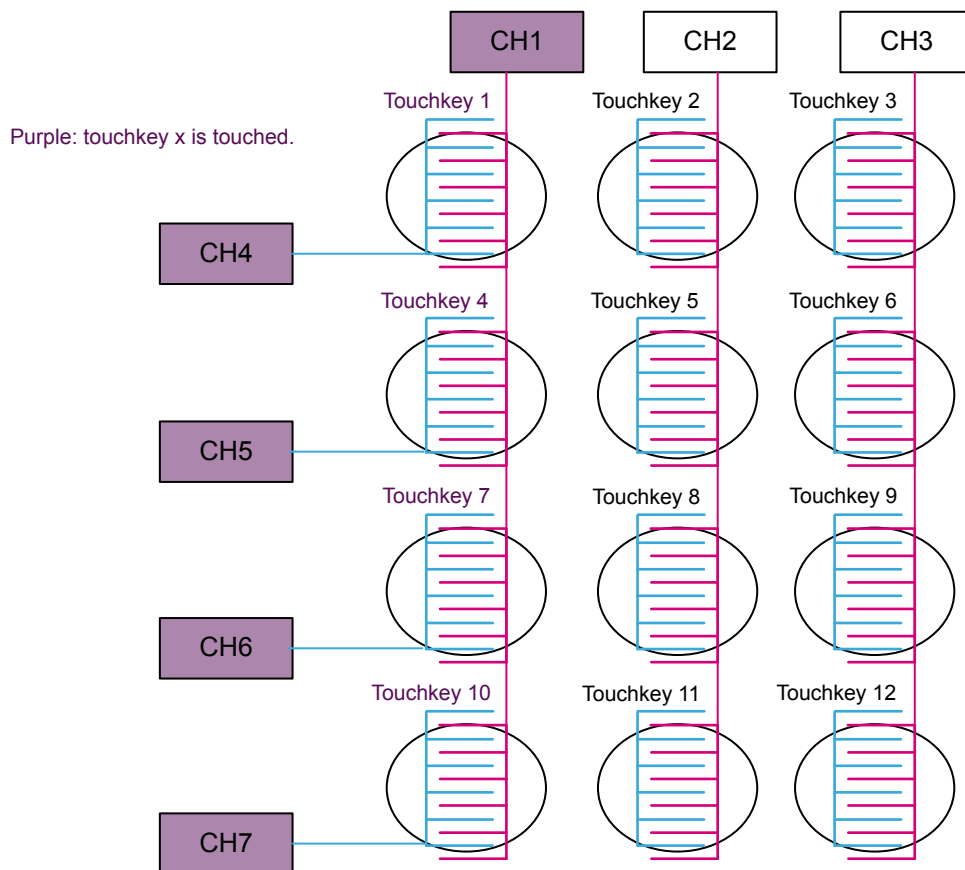 CH1 CH2 CH3
Touchkey 1 Touchkey 2 Touchkey 3
Purple: touchkey x is touched.
CH4
Touchkey 4 Touchkey 5 Touchkey 6
CH5
Touchkey 7 Touchkey 8 Touchkey 9
CH6
Touchkey 10 Touchkey 11 Touchkey 12
CH7